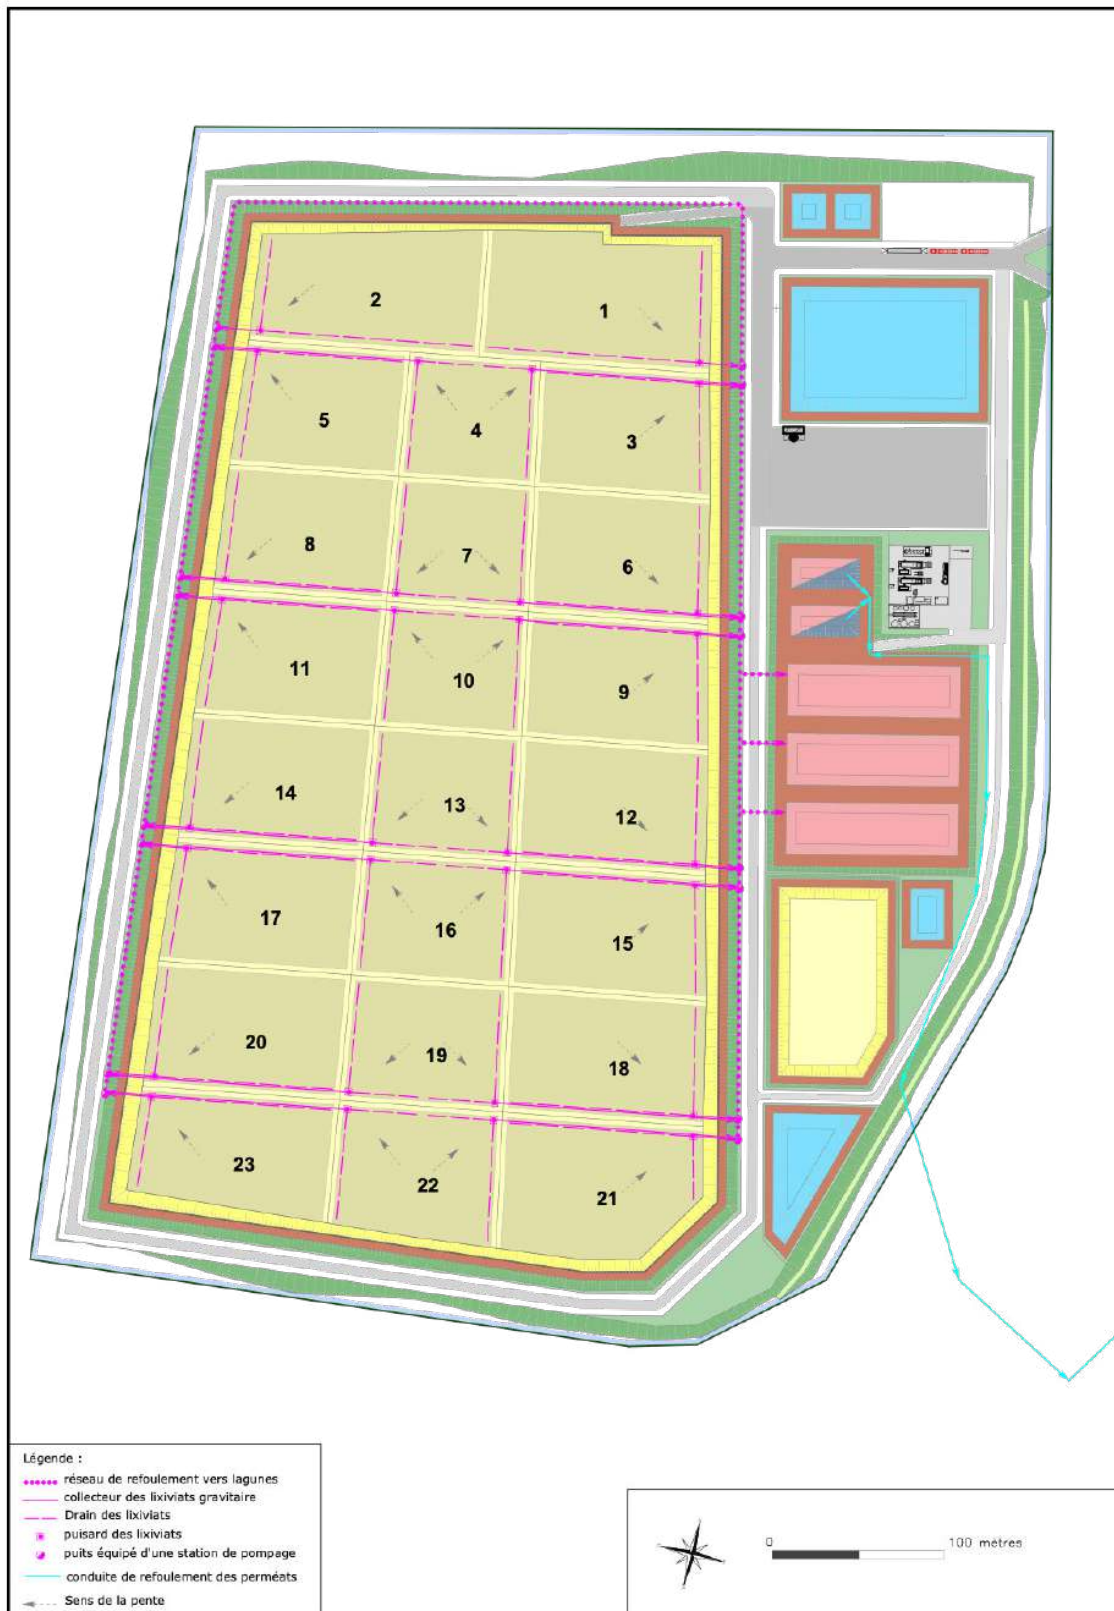 2
1
5
4
3
8
7
6
11
10
9
14
13
12
17
16
15
20
19
18
23
22
21
Légende :
réseau de refoulement vers lagunes
collecteur des lixiviats gravitaire
Drain des lixiviats
puisard des lixiviats
puits équipé d'une station de pompage
conduite de refoulement des perméats
Sens de la pente
0 100 mètres